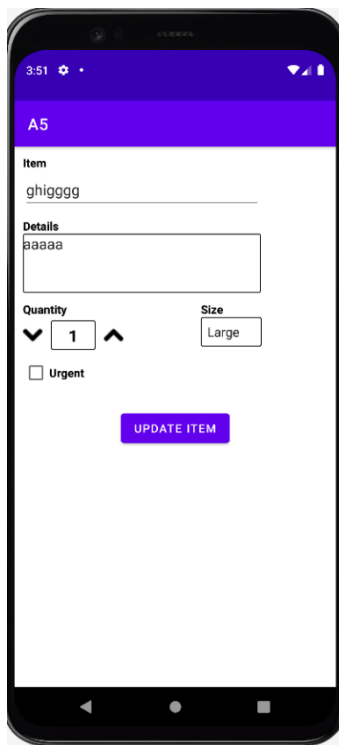 3:51
A5
Item
ghigggg
Details
aaaaa
Quantity Size
1 Large
Urgent
UPDATE ITEM